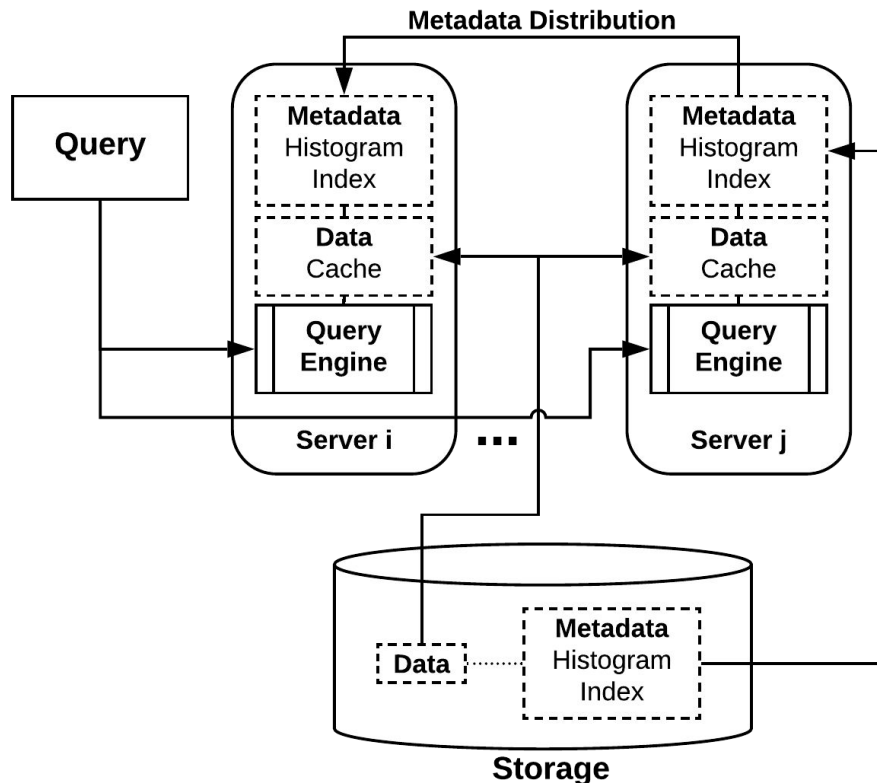 Metadata Distribution
Query
Metadata
Histogram
Index
Data
Cache
Query
Engine
Server i
...
Metadata
Histogram
Index
Data
Cache
Query
Engine
Server j
Data
Metadata
Histogram
Index
Storage